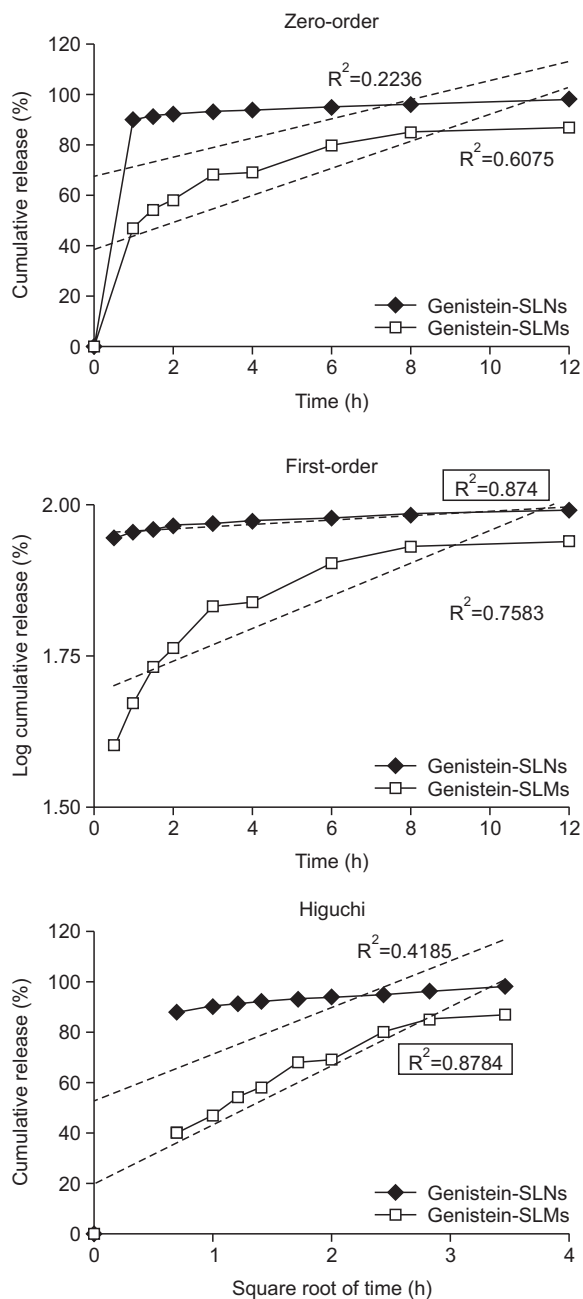 Zero-order
120
100
80
60
40
20
0
Cumulative release (%)
R²=0.2236
R²=0.6075
Genistein-SLNs
Genistein-SLMs
0 2 4 6 8 10 12
Time (h)
First-order
2.00
1.75
1.50
Log cumulative release (%)
R²=0.874
R²=0.7583
Genistein-SLNs
Genistein-SLMs
0 2 4 6 8 10 12
Time (h)
Higuchi
120
100
80
60
40
20
0
Cumulative release (%)
R²=0.4185
R²=0.8784
Genistein-SLNs
Genistein-SLMs
0 1 2 3 4
Square root of time (h)